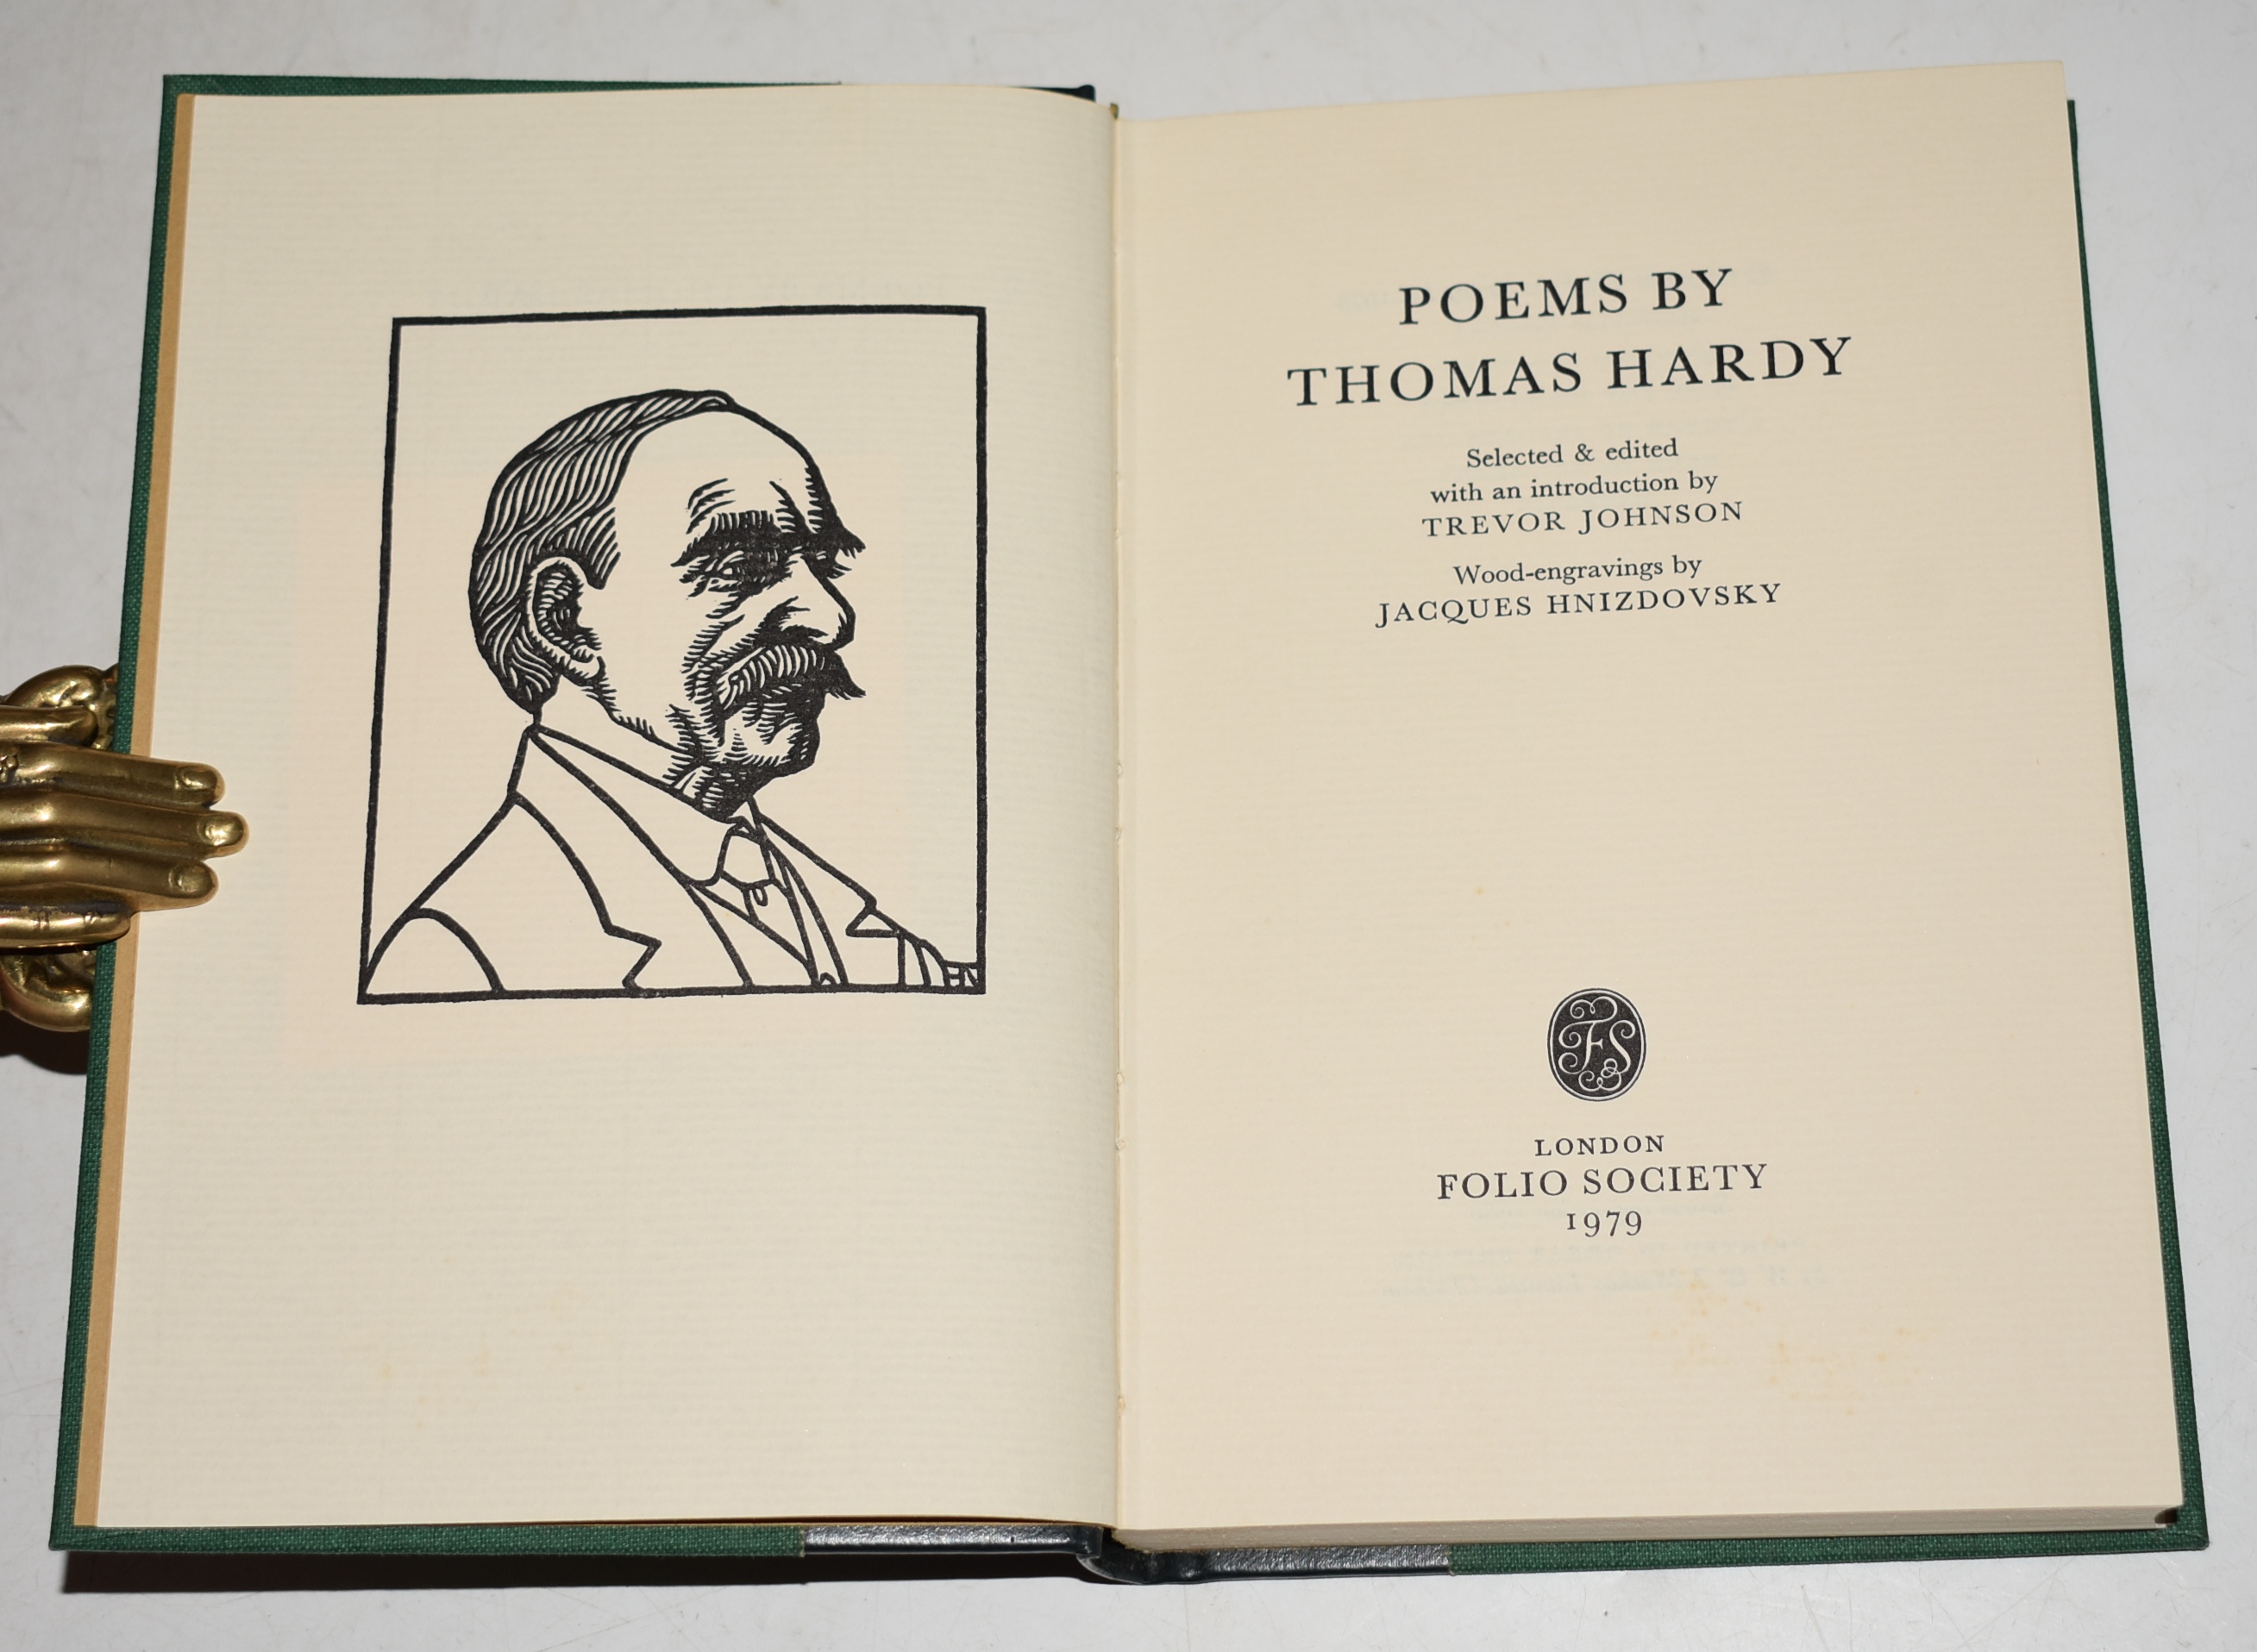 POEMS BY
THOMAS HARDY
Selected & edited
with an introduction by
TREVOR JOHNSON
Wood-engravings by
JACQUES HNIZDOVSKY
FS
LONDON
FOLIO SOCIETY
1979